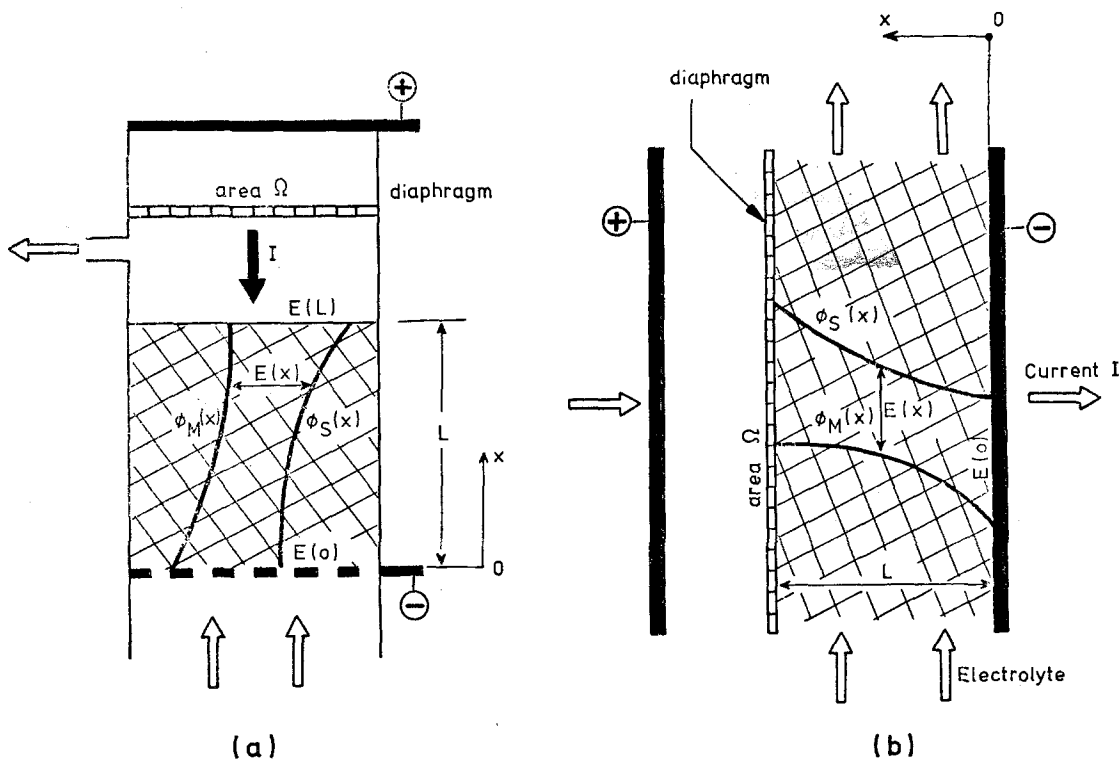 +
area Ω
diaphragm
I
E(L)
E(x)
ϕM(x)
ϕS(x)
L
x
E(o)
0
−
(a)
x
0
diaphragm
+
−
ϕS(x)
ϕM(x)
E(x)
Current I
area Ω
E(o)
L
Electrolyte
(b)